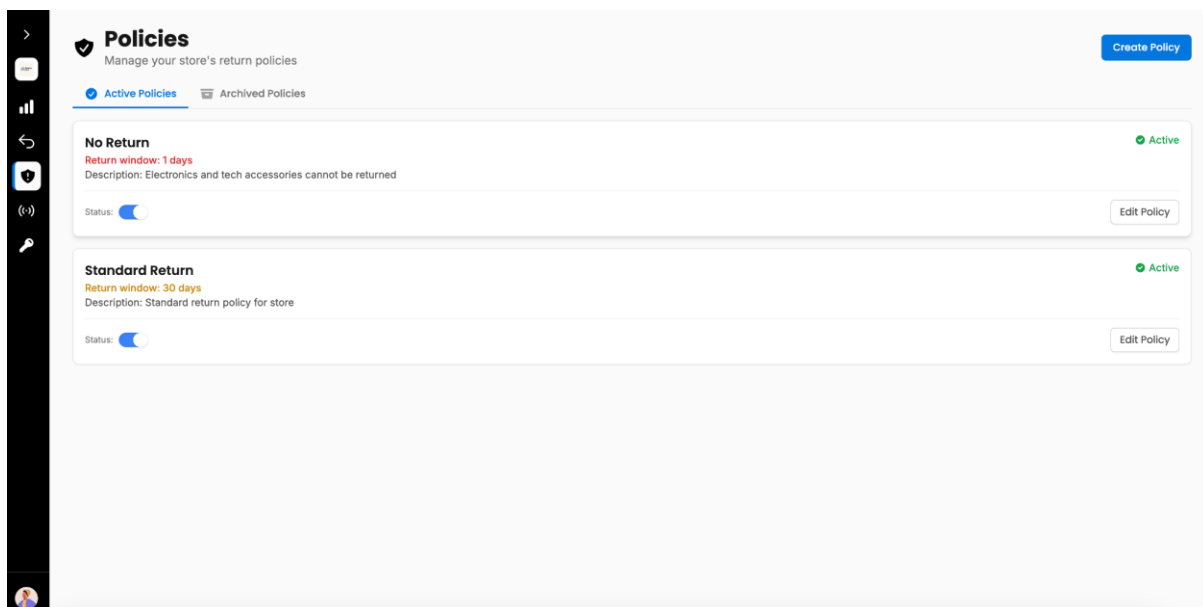 Policies
Manage your store's return policies
Create Policy
Active Policies
Archived Policies
No Return
Active
Return window: 1 days
Description: Electronics and tech accessories cannot be returned
Status:
Edit Policy
Standard Return
Active
Return window: 30 days
Description: Standard return policy for store
Status:
Edit Policy